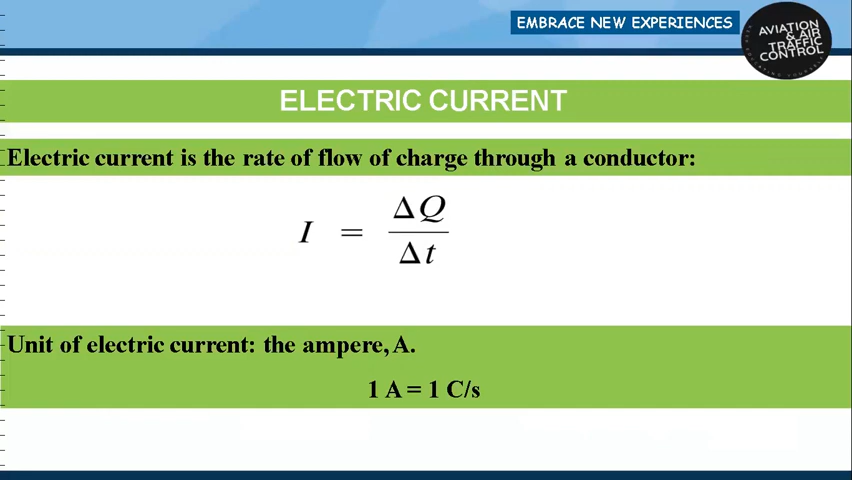 EMBRACE NEW EXPERIENCES
AVIATION
& AIR
TRAFFIC
CONTROL
ELECTRIC CURRENT
Electric current is the rate of flow of charge through a conductor:
I = ΔQ / Δt
Unit of electric current: the ampere, A.
1 A = 1 C/s